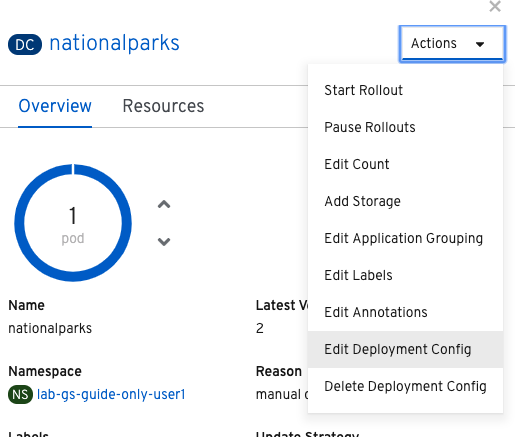 DC nationalparks
Actions
Overview Resources
Start Rollout
Pause Rollouts
Edit Count
Add Storage
Edit Application Grouping
Edit Labels
Edit Annotations
Edit Deployment Config
Delete Deployment Config
1
pod
Name
nationalparks
Latest
2
Namespace
NS lab-gs-guide-only-user1
Reason
manual
Labels
Update Strategy